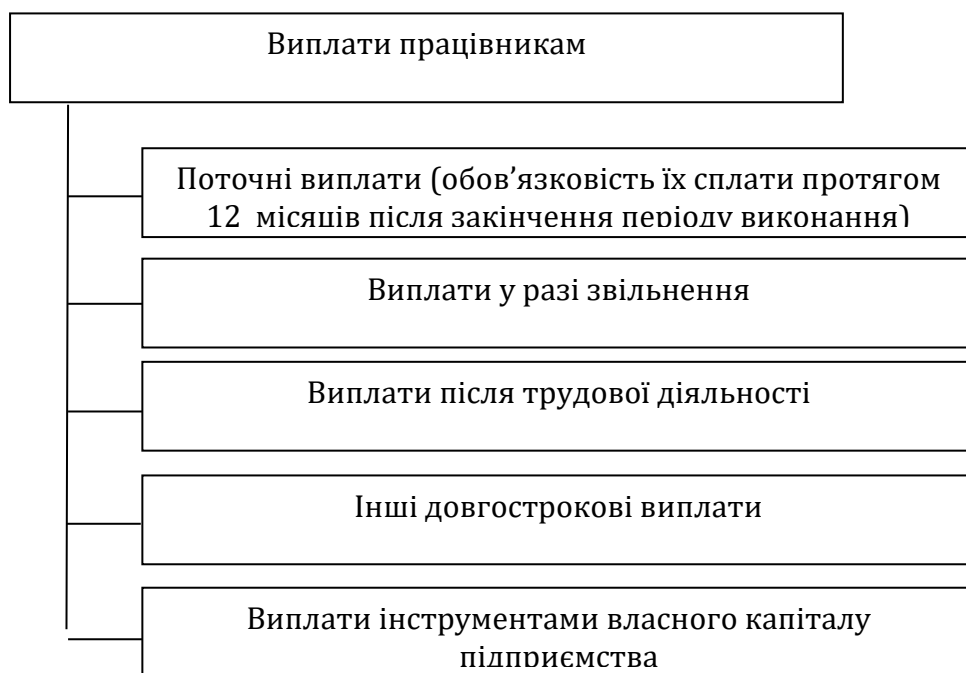 Виплати працівникам
Поточні виплати (обов’язковість їх сплати протягом
12 місяців після закінчення періоду виконання)
Виплати у разі звільнення
Виплати після трудової діяльності
Інші довгострокові виплати
Виплати інструментами власного капіталу
підприємства